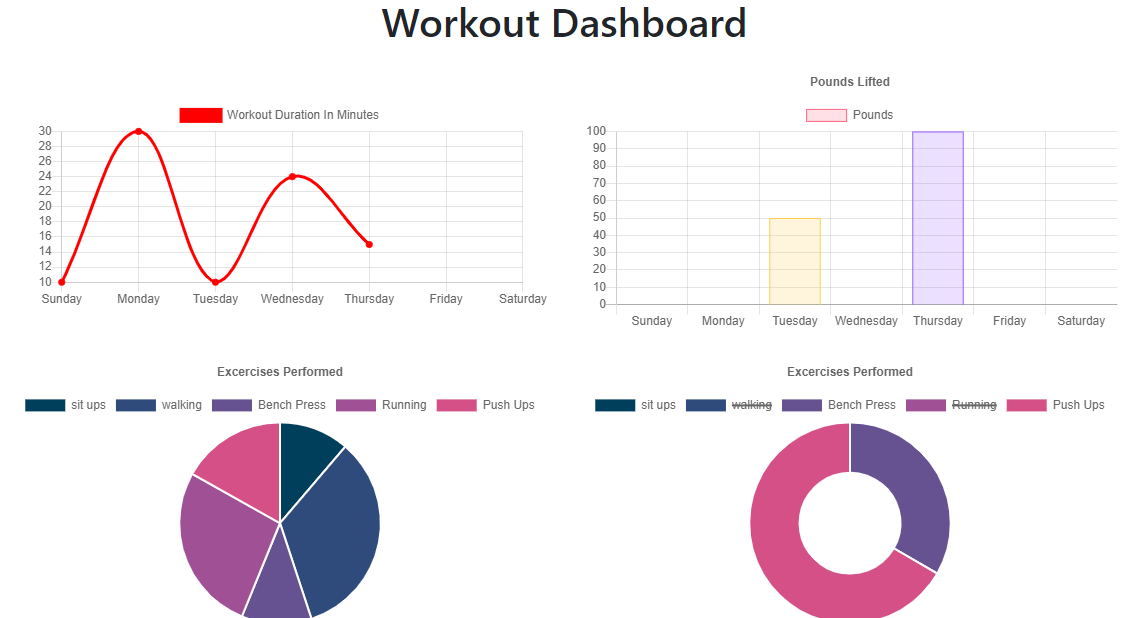 Workout Dashboard
Workout Duration In Minutes
30
28
26
24
22
20
18
16
14
12
10
Sunday Monday Tuesday Wednesday Thursday Friday Saturday
Pounds Lifted
Pounds
100
90
80
70
60
50
40
30
20
10
0
Sunday Monday Tuesday Wednesday Thursday Friday Saturday
Excercises Performed
sit ups walking Bench Press Running Push Ups
Excercises Performed
sit ups walking Bench Press Running Push Ups